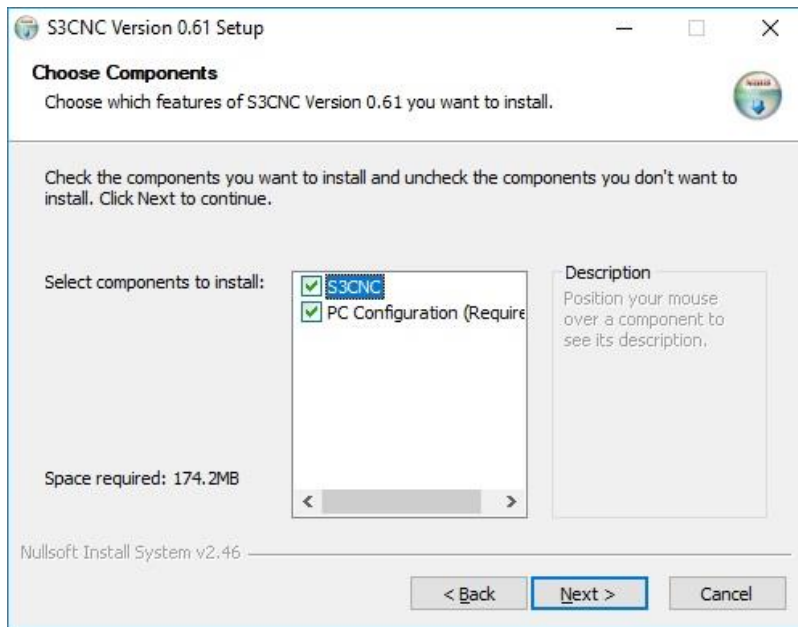 S3CNC Version 0.61 Setup
Choose Components
Choose which features of S3CNC Version 0.61 you want to install.
Check the components you want to install and uncheck the components you don't want to
install. Click Next to continue.
Select components to install:
S3CNC
PC Configuration (Require
Description
Position your mouse
over a component to
see its description.
Space required: 174.2MB
Nullsoft Install System v2.46
< Back
Next >
Cancel